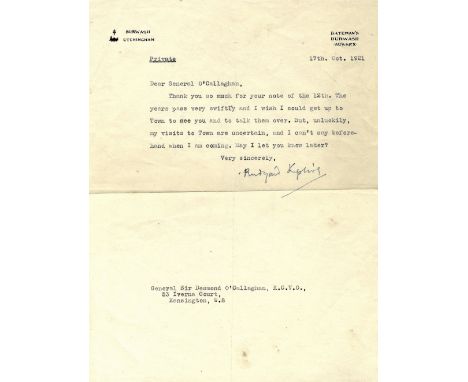 BURWASH
ETCHINGHAM
BATEMAN'S
BURWASH
SUSSEX
Private
17th. Oct. 1921
Dear General O'Callaghan,
Thank you so much for your note of the 12th. The
years pass very swiftly and I wish I could get up to
Town to see you and to talk them over. But, unluckily,
my visits to Town are uncertain, and I can't say before-
hand when I am coming. May I let you know later?
Very sincerely,
Rudyard Kipling
General Sir Desmond O'Callaghan, K.C.V.O.,
23 Iverna Court,
Kensington, W.8